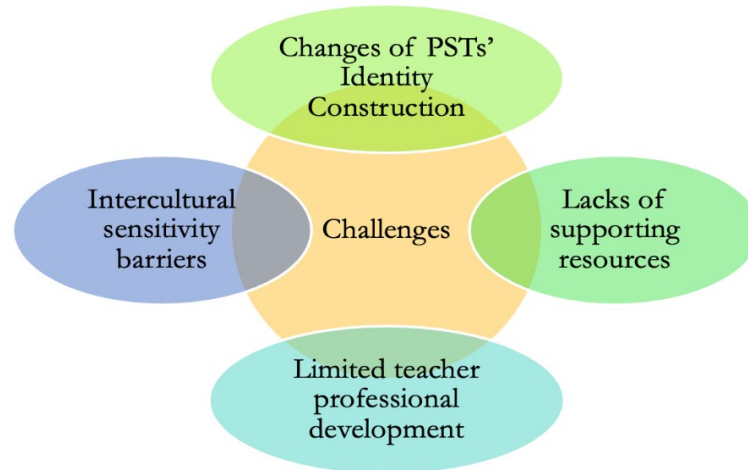 Changes of PSTs'
Identity
Construction
Intercultural
sensitivity
barriers
Challenges
Lacks of
supporting
resources
Limited teacher
professional
development